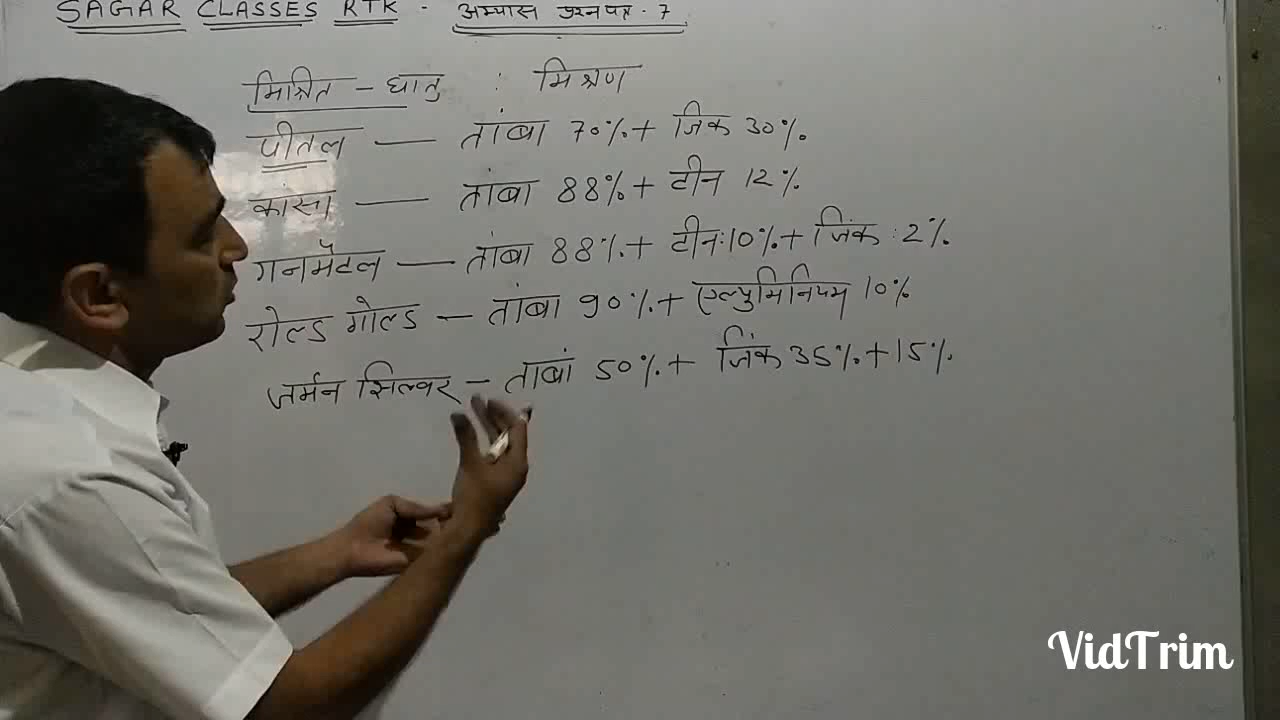 SAGAR CLASSES RTK. अभ्यास प्रश्नपत्र - 7
मिश्रित - धातु : मिश्रण
पीतल — तांबा 70% + जिंक 30%
कांसा — तांबा 88% + टीन 12%
गनमैटल — तांबा 88% + टीन:10% + जिंक:2%
रोल्ड गोल्ड — तांबा 90% + एल्युमिनियम 10%
जर्मन सिल्वर — ताबां 50% + जिंक 35% + 15%
VidTrim